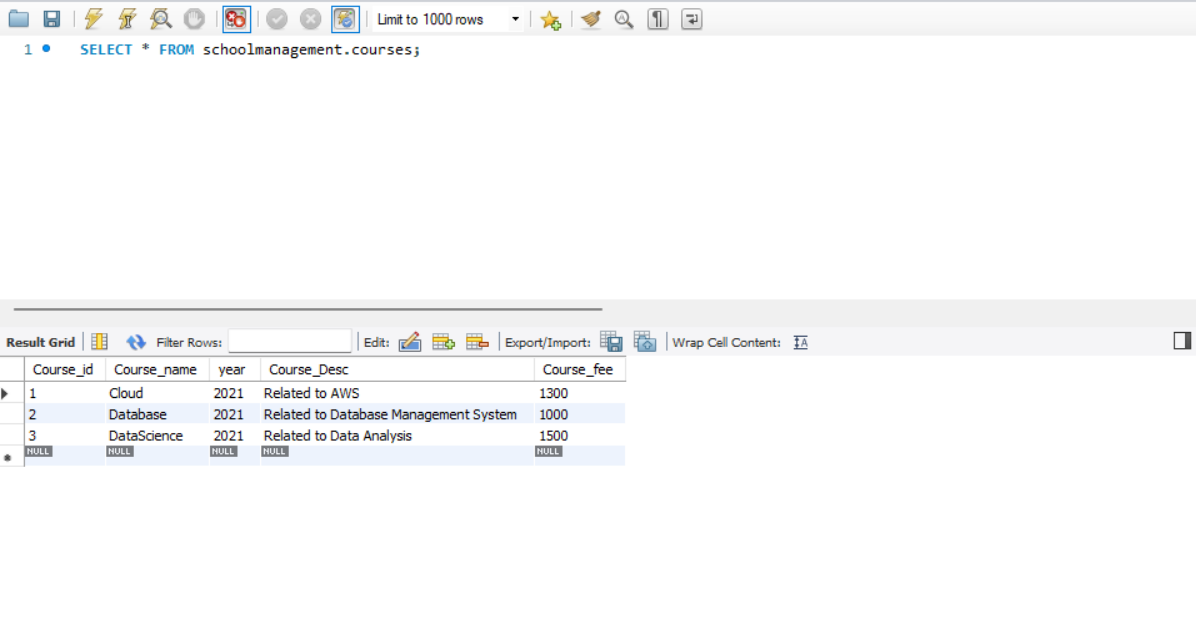 Limit to 1000 rows
1 SELECT * FROM schoolmanagement.courses;
Result Grid Filter Rows: Edit: Export/Import: Wrap Cell Content: IA
Course_id Course_name year Course_Desc Course_fee
1 Cloud 2021 Related to AWS 1300
2 Database 2021 Related to Database Management System 1000
3 DataScience 2021 Related to Data Analysis 1500
NULL NULL NULL NULL NULL